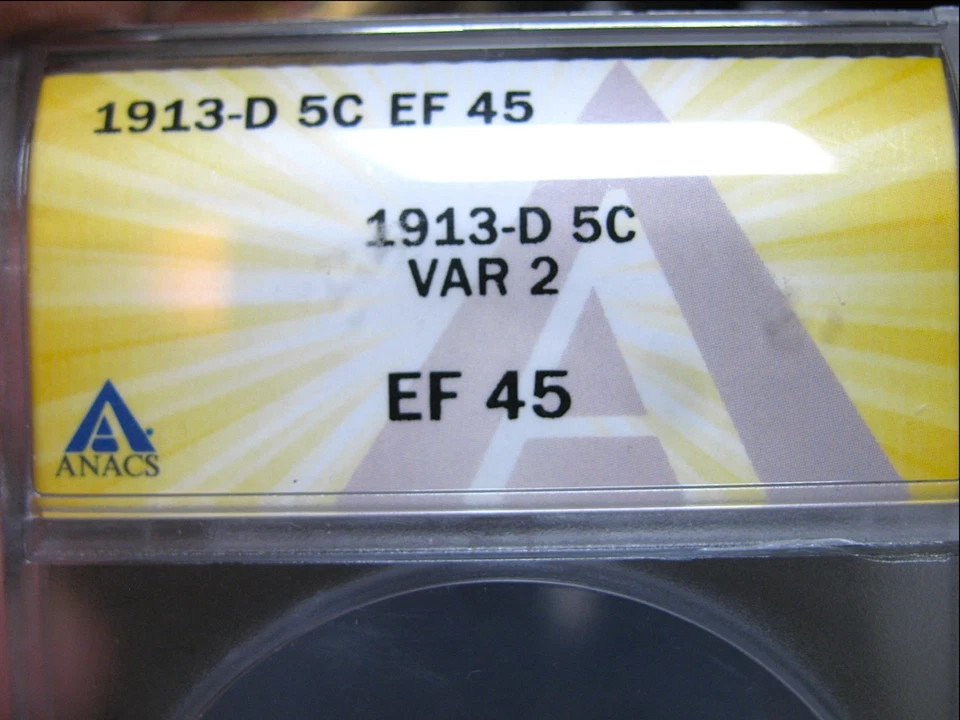 1913-D 5C EF 45
1913-D 5C
VAR 2
EF 45
ANACS